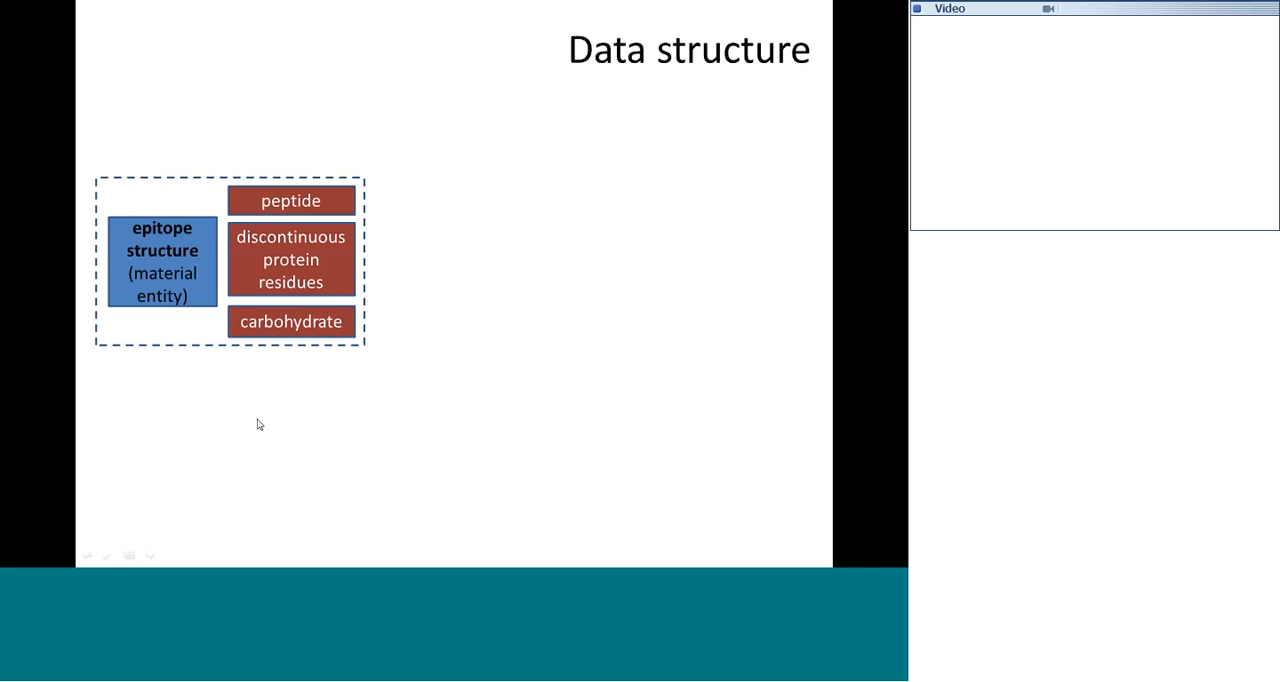 Video
Data structure
epitope
structure
(material
entity)
peptide
discontinuous
protein
residues
carbohydrate